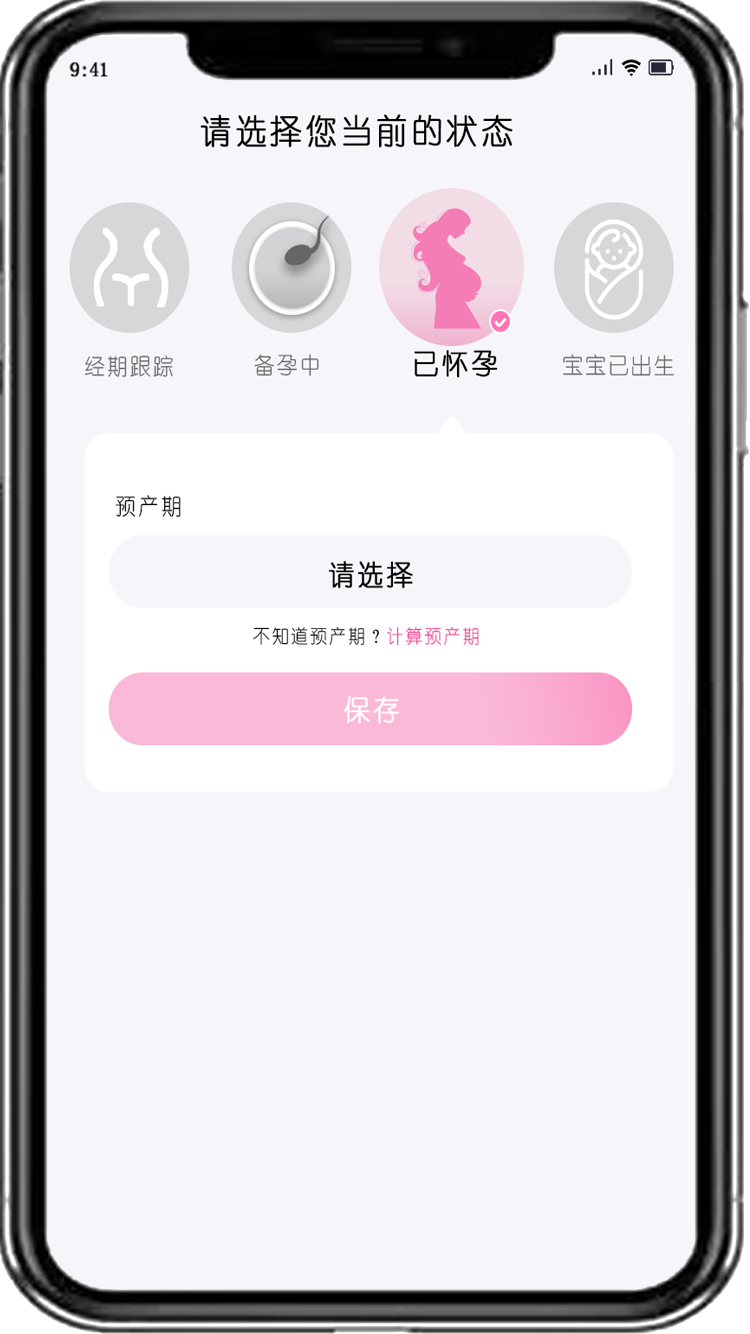 9:41
请选择您当前的状态
经期跟踪
备孕中
已怀孕
宝宝已出生
预产期
请选择
不知道预产期？计算预产期
保存